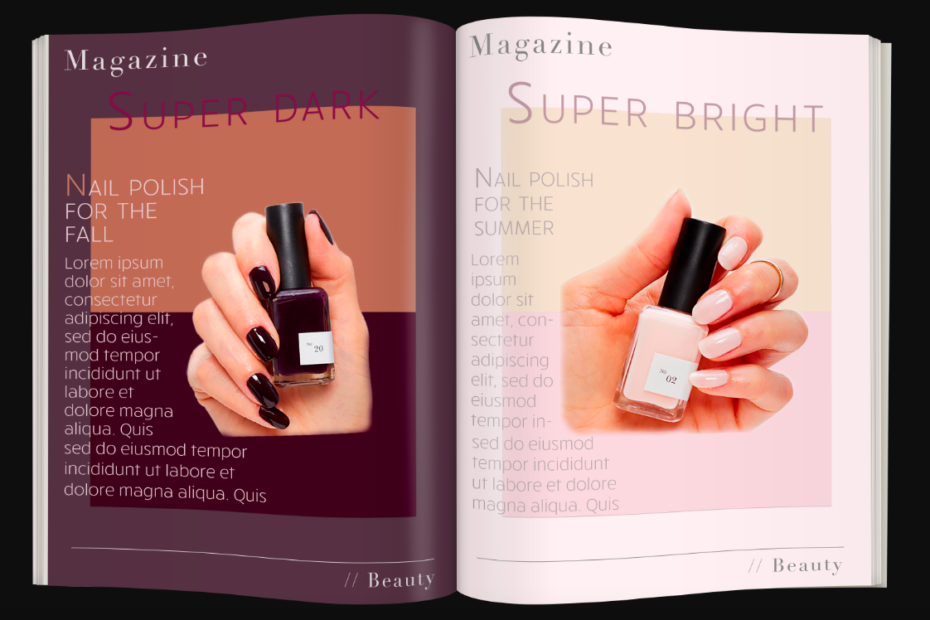 Magazine
SUPER DARK
NAIL POLISH
FOR THE
FALL
Lorem ipsum
dolor sit amet,
consectetur
adipiscing elit,
sed do eius-
mod tempor
incididunt ut
labore et
dolore magna
aliqua. Quis
sed do eiusmod tempor
incididunt ut labore et
dolore magna aliqua. Quis
No 20
// Beauty
Magazine
SUPER BRIGHT
NAIL POLISH
FOR THE
SUMMER
Lorem
ipsum
dolor sit
amet, con-
sectetur
adipiscing
elit, sed do
eiusmod
tempor in-
sed do eiusmod
tempor incididunt
ut labore et dolore
magna aliqua. Quis
No 02
// Beauty